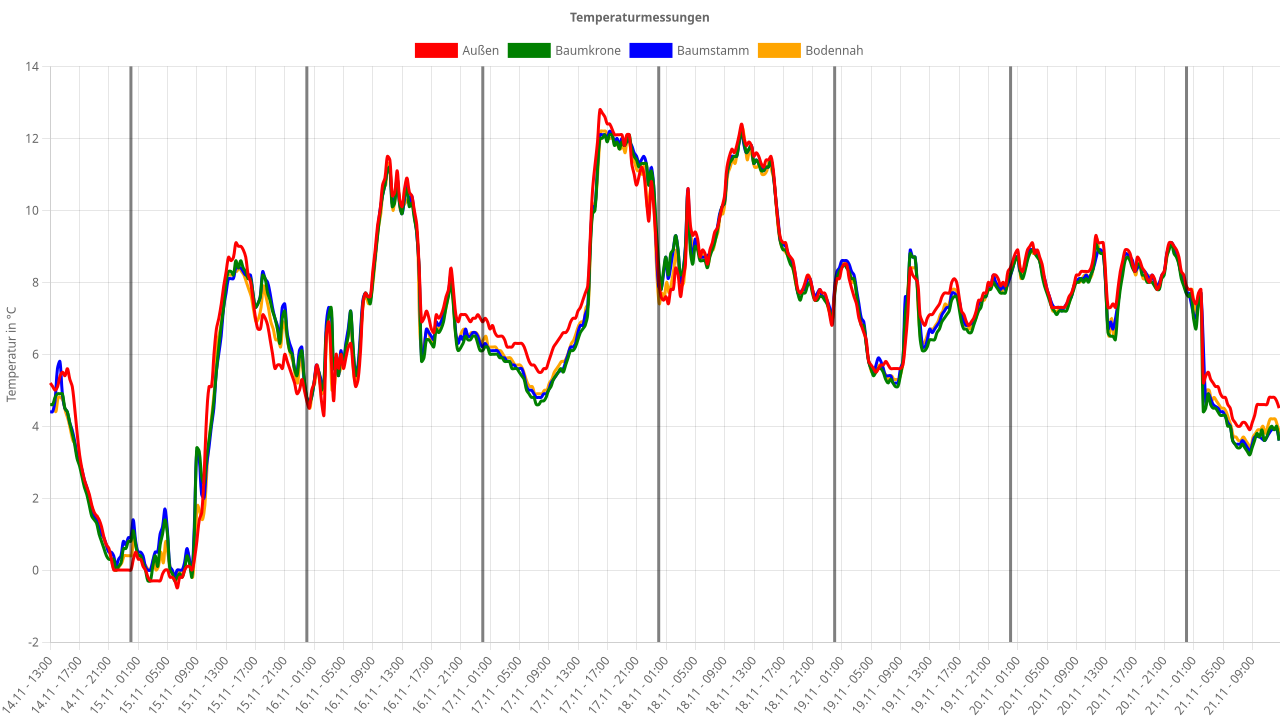 Temperaturmessungen
Außen Baumkrone Baumstamm Bodennah
Temperatur in °C
14
12
10
8
6
4
2
0
-2
14.11 - 13:00
14.11 - 17:00
14.11 - 21:00
15.11 - 01:00
15.11 - 05:00
15.11 - 09:00
15.11 - 13:00
15.11 - 17:00
15.11 - 21:00
16.11 - 01:00
16.11 - 05:00
16.11 - 09:00
16.11 - 13:00
16.11 - 17:00
16.11 - 21:00
17.11 - 01:00
17.11 - 05:00
17.11 - 09:00
17.11 - 13:00
17.11 - 17:00
17.11 - 21:00
18.11 - 01:00
18.11 - 05:00
18.11 - 09:00
18.11 - 13:00
18.11 - 17:00
18.11 - 21:00
19.11 - 01:00
19.11 - 05:00
19.11 - 09:00
19.11 - 13:00
19.11 - 17:00
19.11 - 21:00
20.11 - 01:00
20.11 - 05:00
20.11 - 09:00
20.11 - 13:00
20.11 - 17:00
20.11 - 21:00
21.11 - 01:00
21.11 - 05:00
21.11 - 09:00